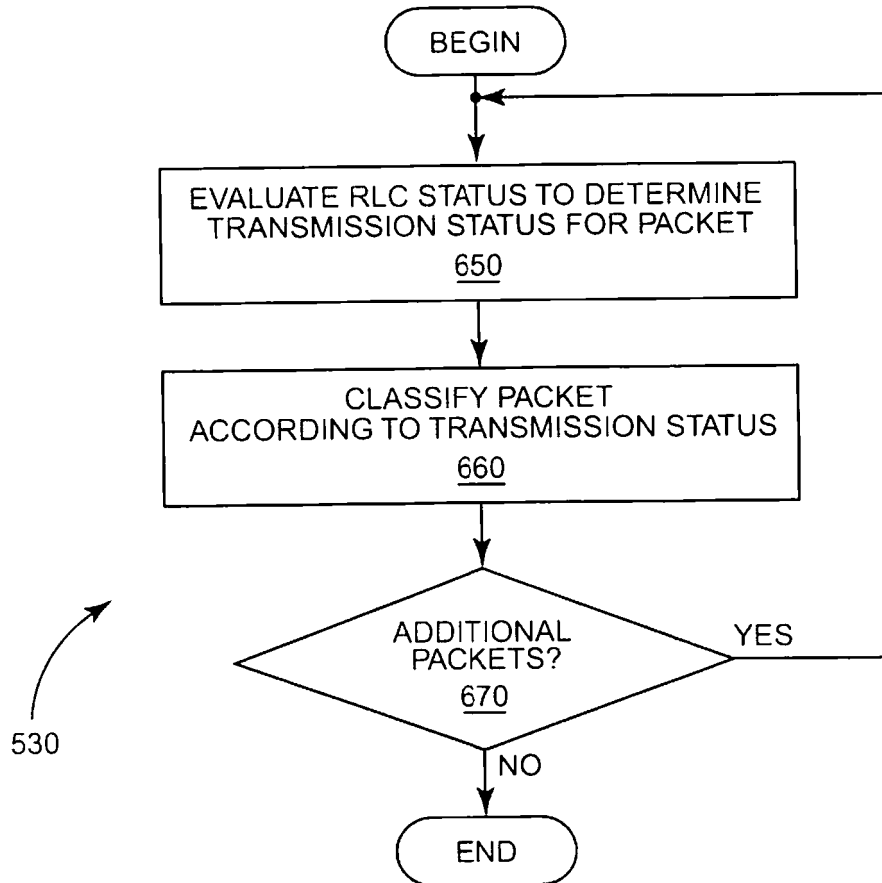 BEGIN
EVALUATE RLC STATUS TO DETERMINE
TRANSMISSION STATUS FOR PACKET
650
CLASSIFY PACKET
ACCORDING TO TRANSMISSION STATUS
660
ADDITIONAL
PACKETS?
670
YES
530
NO
END